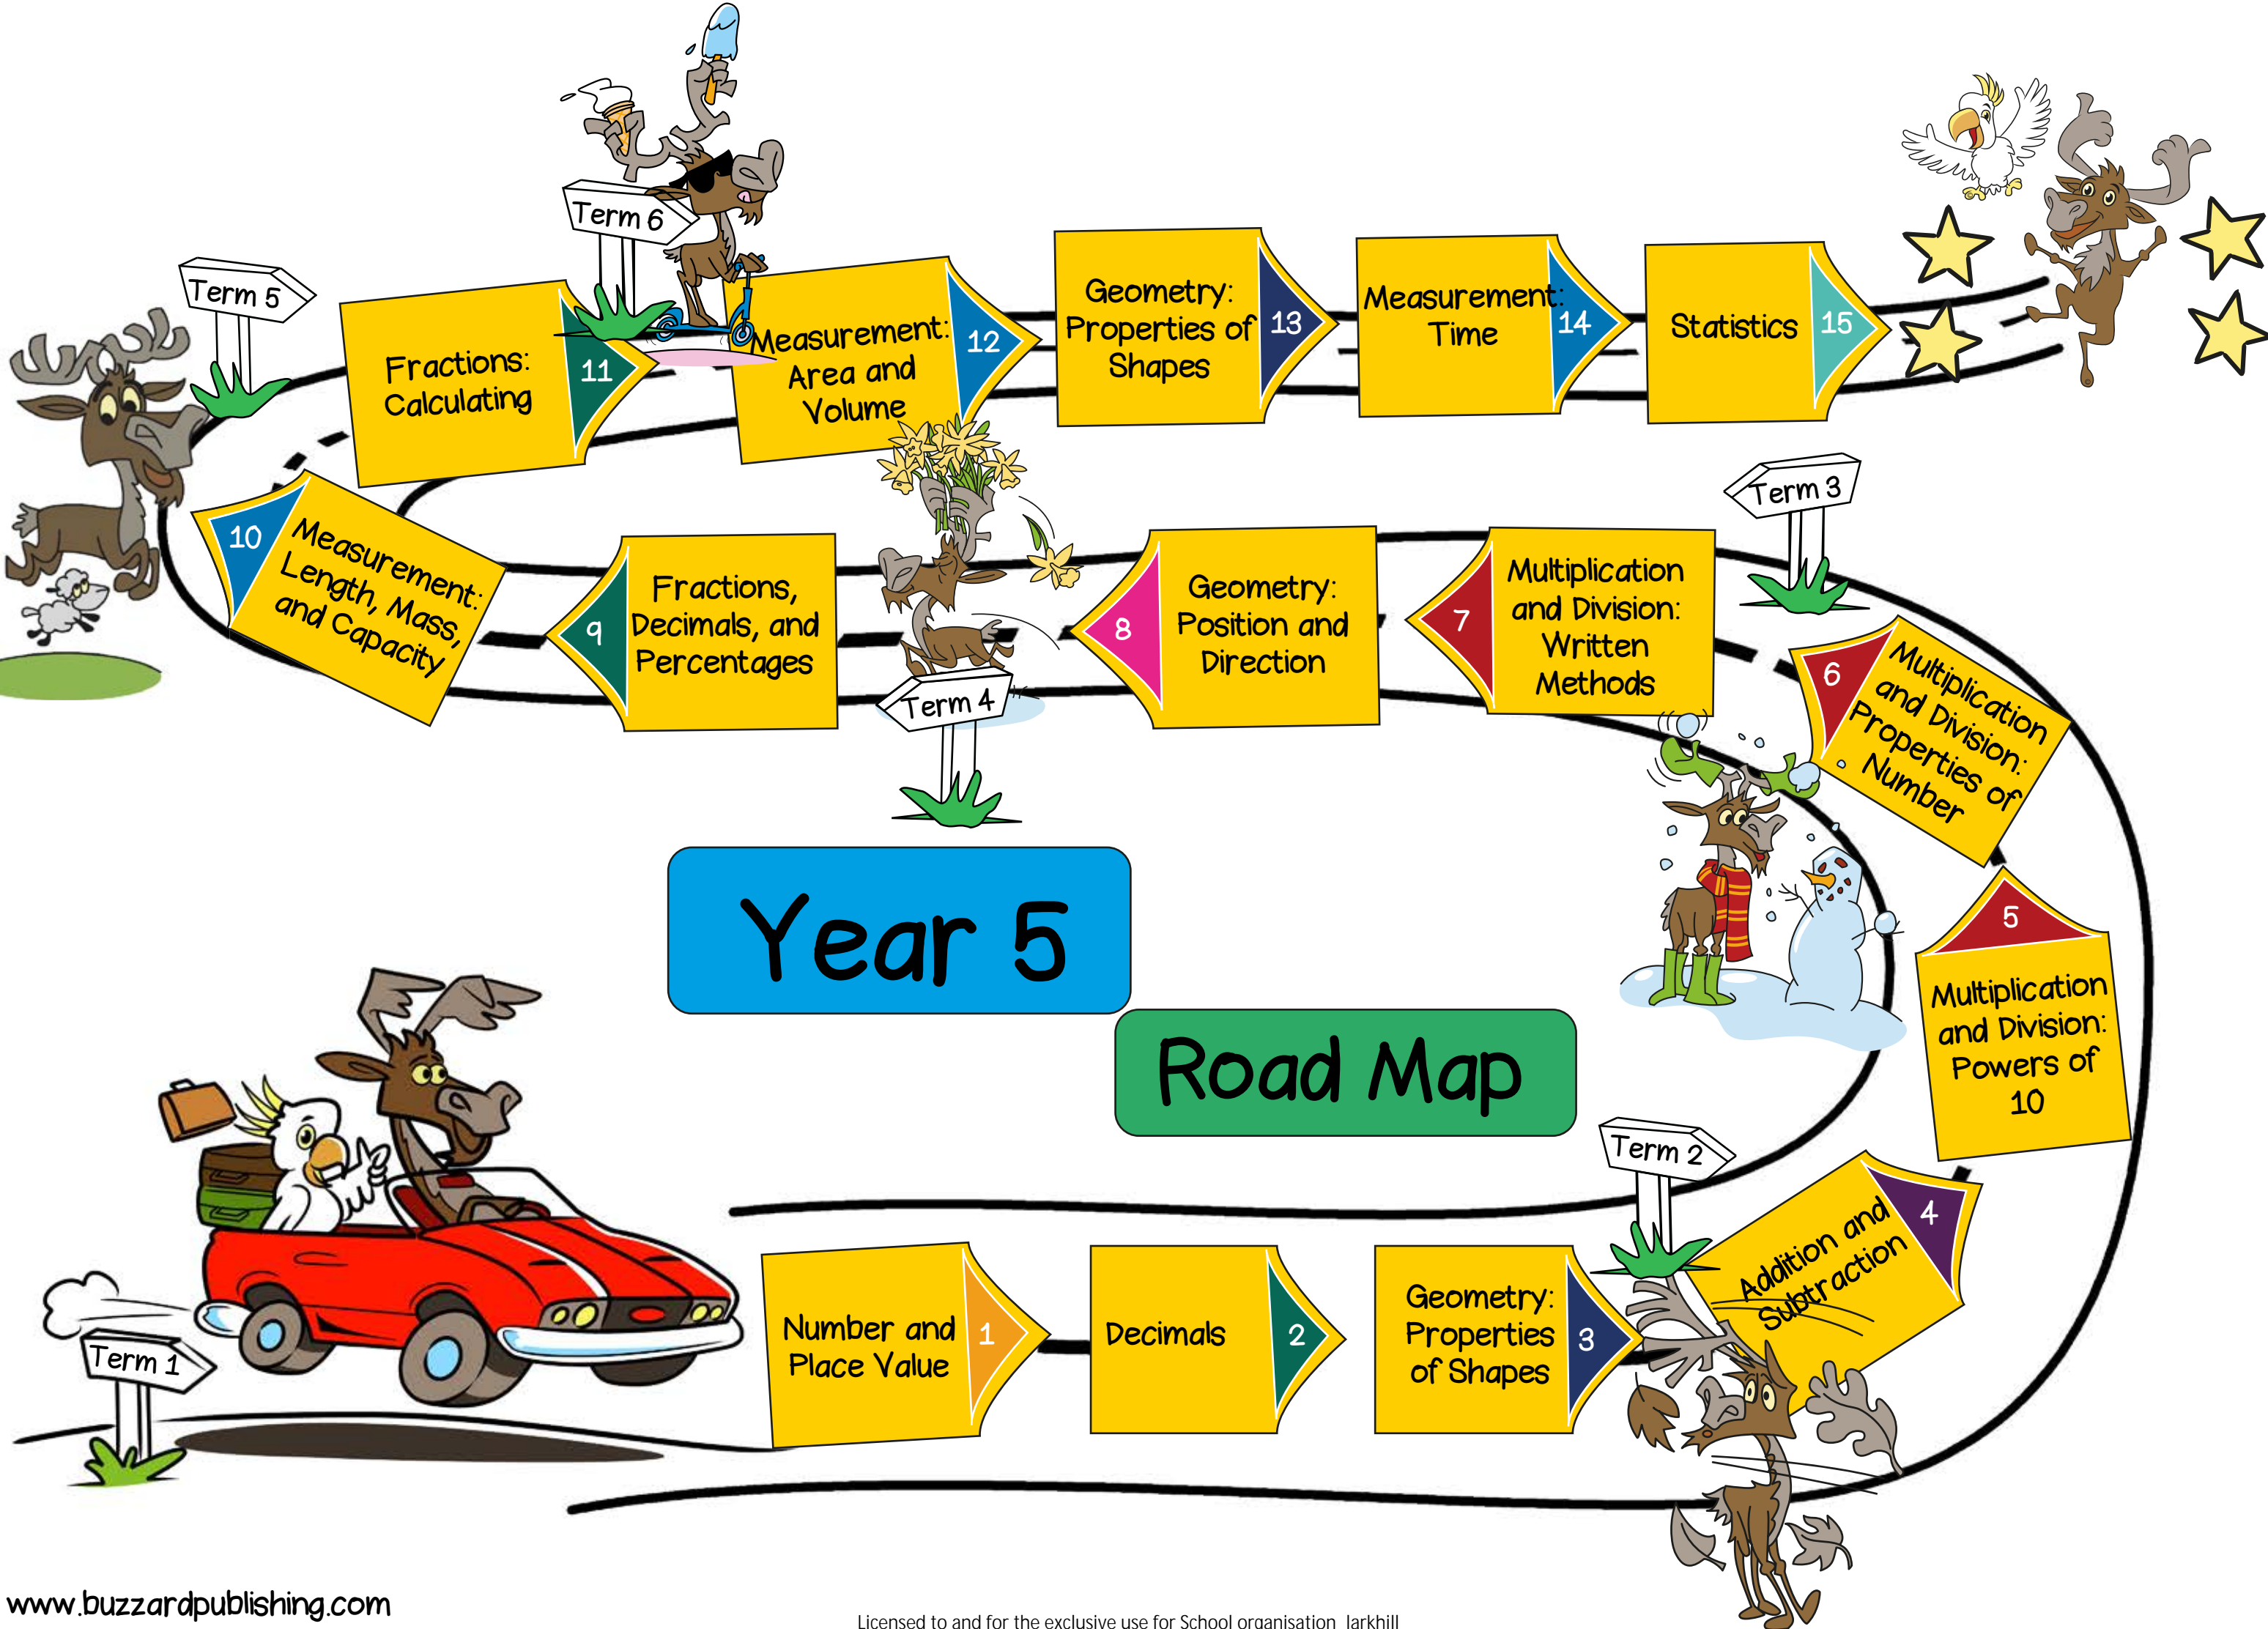 Term 6
Term 5
Fractions:
Calculating
11
Measurement:
Area and
Volume
12
Geometry:
Properties of
Shapes
13
Measurement:
Time
14
Statistics
15
Term 3
10
Measurement:
Length, Mass,
and Capacity
9
Fractions,
Decimals, and
Percentages
8
Geometry:
Position and
Direction
7
Multiplication
and Division:
Written
Methods
6
Multiplication
and Division:
Properties of
Number
Term 4
Year 5
Road Map
5
Multiplication
and Division:
Powers of
10
Term 2
4
Addition and
Subtraction
Term 1
Number and
Place Value
1
Decimals
2
Geometry:
Properties
of Shapes
3
www.buzzardpublishing.com
Licensed to and for the exclusive use for School organisation larkhill